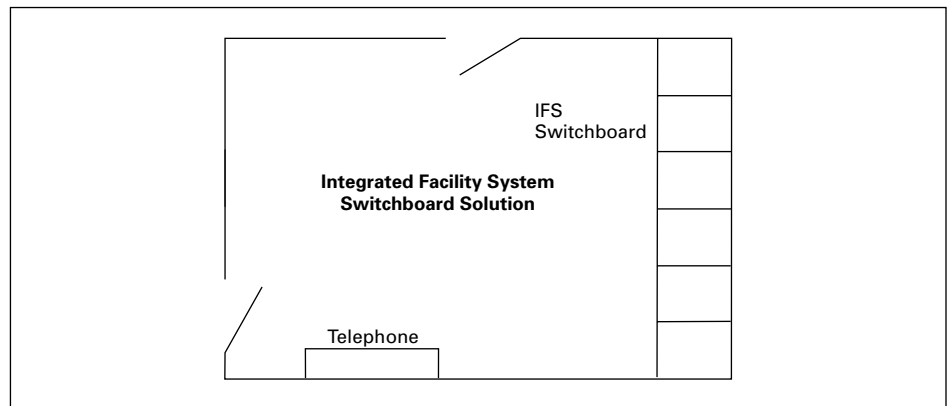 IFS
Switchboard
Integrated Facility System
Switchboard Solution
Telephone